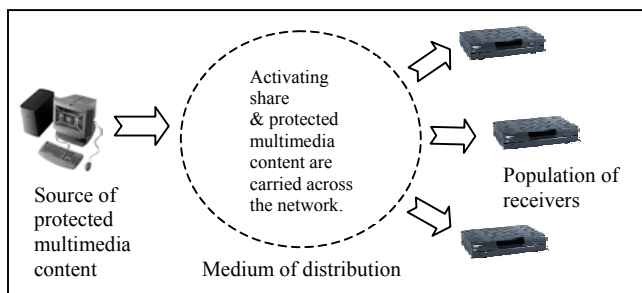 Activating
share
& protected
multimedia
content are
carried across
the network.
Source of
protected
multimedia
content
Medium of distribution
Population of
receivers